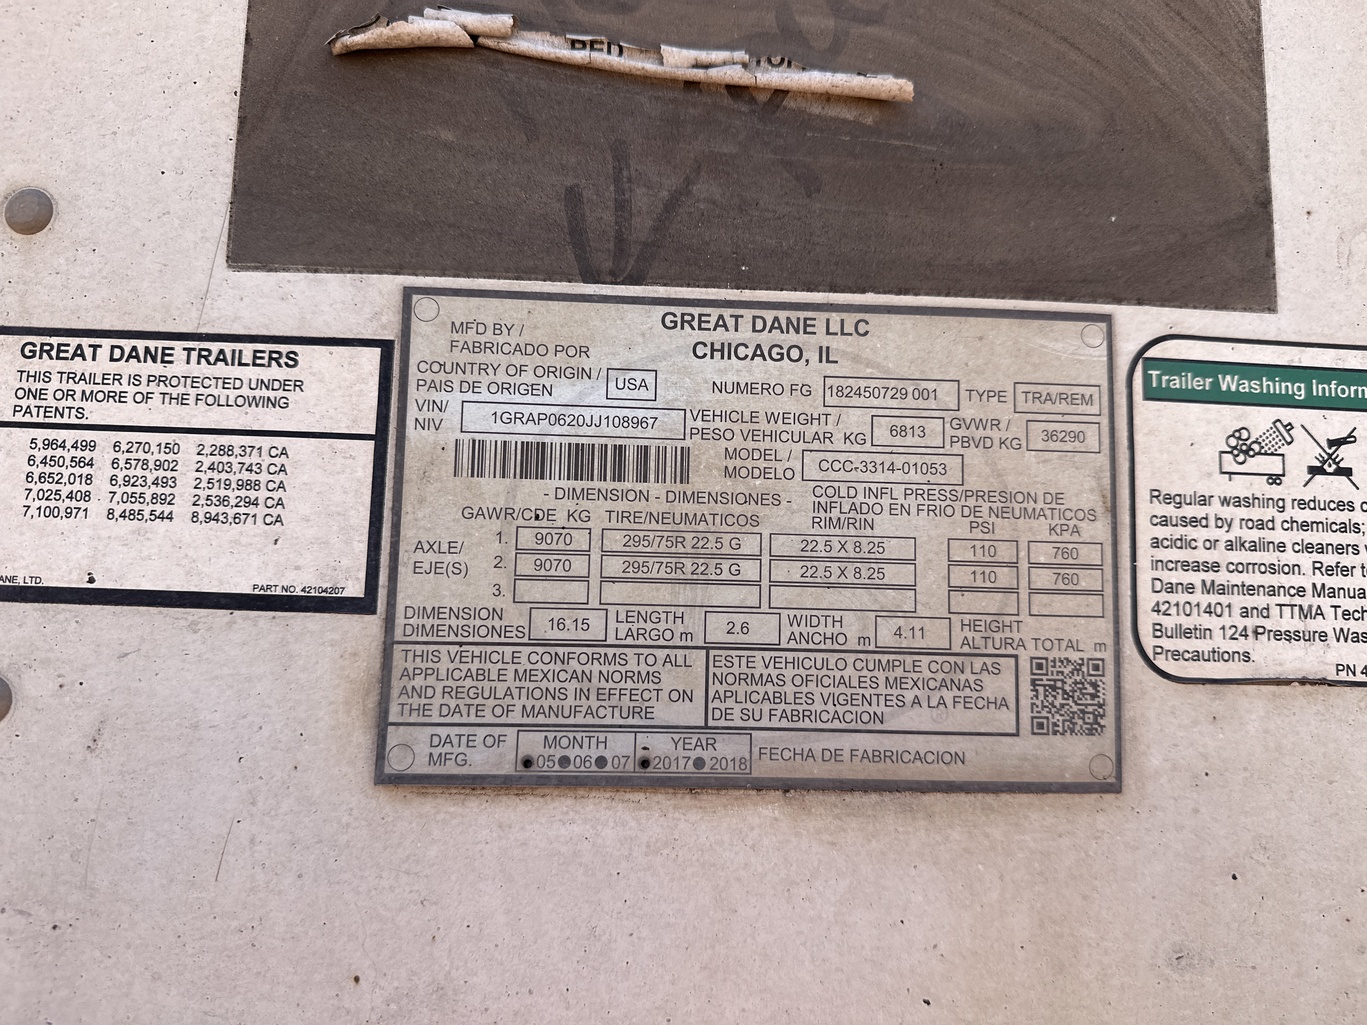 GREAT DANE TRAILERS
THIS TRAILER IS PROTECTED UNDER
ONE OR MORE OF THE FOLLOWING
PATENTS.
5,964,499 6,270,150 2,288,371 CA
6,450,564 6,578,902 2,403,743 CA
6,652,018 6,923,493 2,519,988 CA
7,025,408 7,055,892 2,536,294 CA
7,100,971 8,485,544 8,943,671 CA
ANE, LTD. PART NO. 42104207
MFD BY /
FABRICADO POR
GREAT DANE LLC
CHICAGO, IL
COUNTRY OF ORIGIN /
PAIS DE ORIGEN
USA
NUMERO FG 182450729 001 TYPE TRA/REM
VIN/
NIV
1GRAP0620JJ108967
VEHICLE WEIGHT /
PESO VEHICULAR KG
6813
GVWR /
PBVD KG
36290
MODEL /
MODELO
CCC-3314-01053
- DIMENSION - DIMENSIONES -
COLD INFL PRESS/PRESION DE
INFLADO EN FRIO DE NEUMATICOS
GAWR/CDE KG TIRE/NEUMATICOS RIM/RIN PSI KPA
AXLE/
EJE(S)
1. 9070 295/75R 22.5 G 22.5 X 8.25 110 760
2. 9070 295/75R 22.5 G 22.5 X 8.25 110 760
3.
DIMENSION
DIMENSIONES
16.15
LENGTH
LARGO m
2.6
WIDTH
ANCHO m
4.11
HEIGHT
ALTURA TOTAL m
THIS VEHICLE CONFORMS TO ALL
APPLICABLE MEXICAN NORMS
AND REGULATIONS IN EFFECT ON
THE DATE OF MANUFACTURE
ESTE VEHICULO CUMPLE CON LAS
NORMAS OFICIALES MEXICANAS
APLICABLES VIGENTES A LA FECHA
DE SU FABRICACION
DATE OF
MFG.
MONTH
05 06 07
YEAR
2017 2018
FECHA DE FABRICACION
Trailer Washing Inform
Regular washing reduces c
caused by road chemicals;
acidic or alkaline cleaners
increase corrosion. Refer to
Dane Maintenance Manua
42101401 and TTMA Tech
Bulletin 124 Pressure Was
Precautions.
PN 4